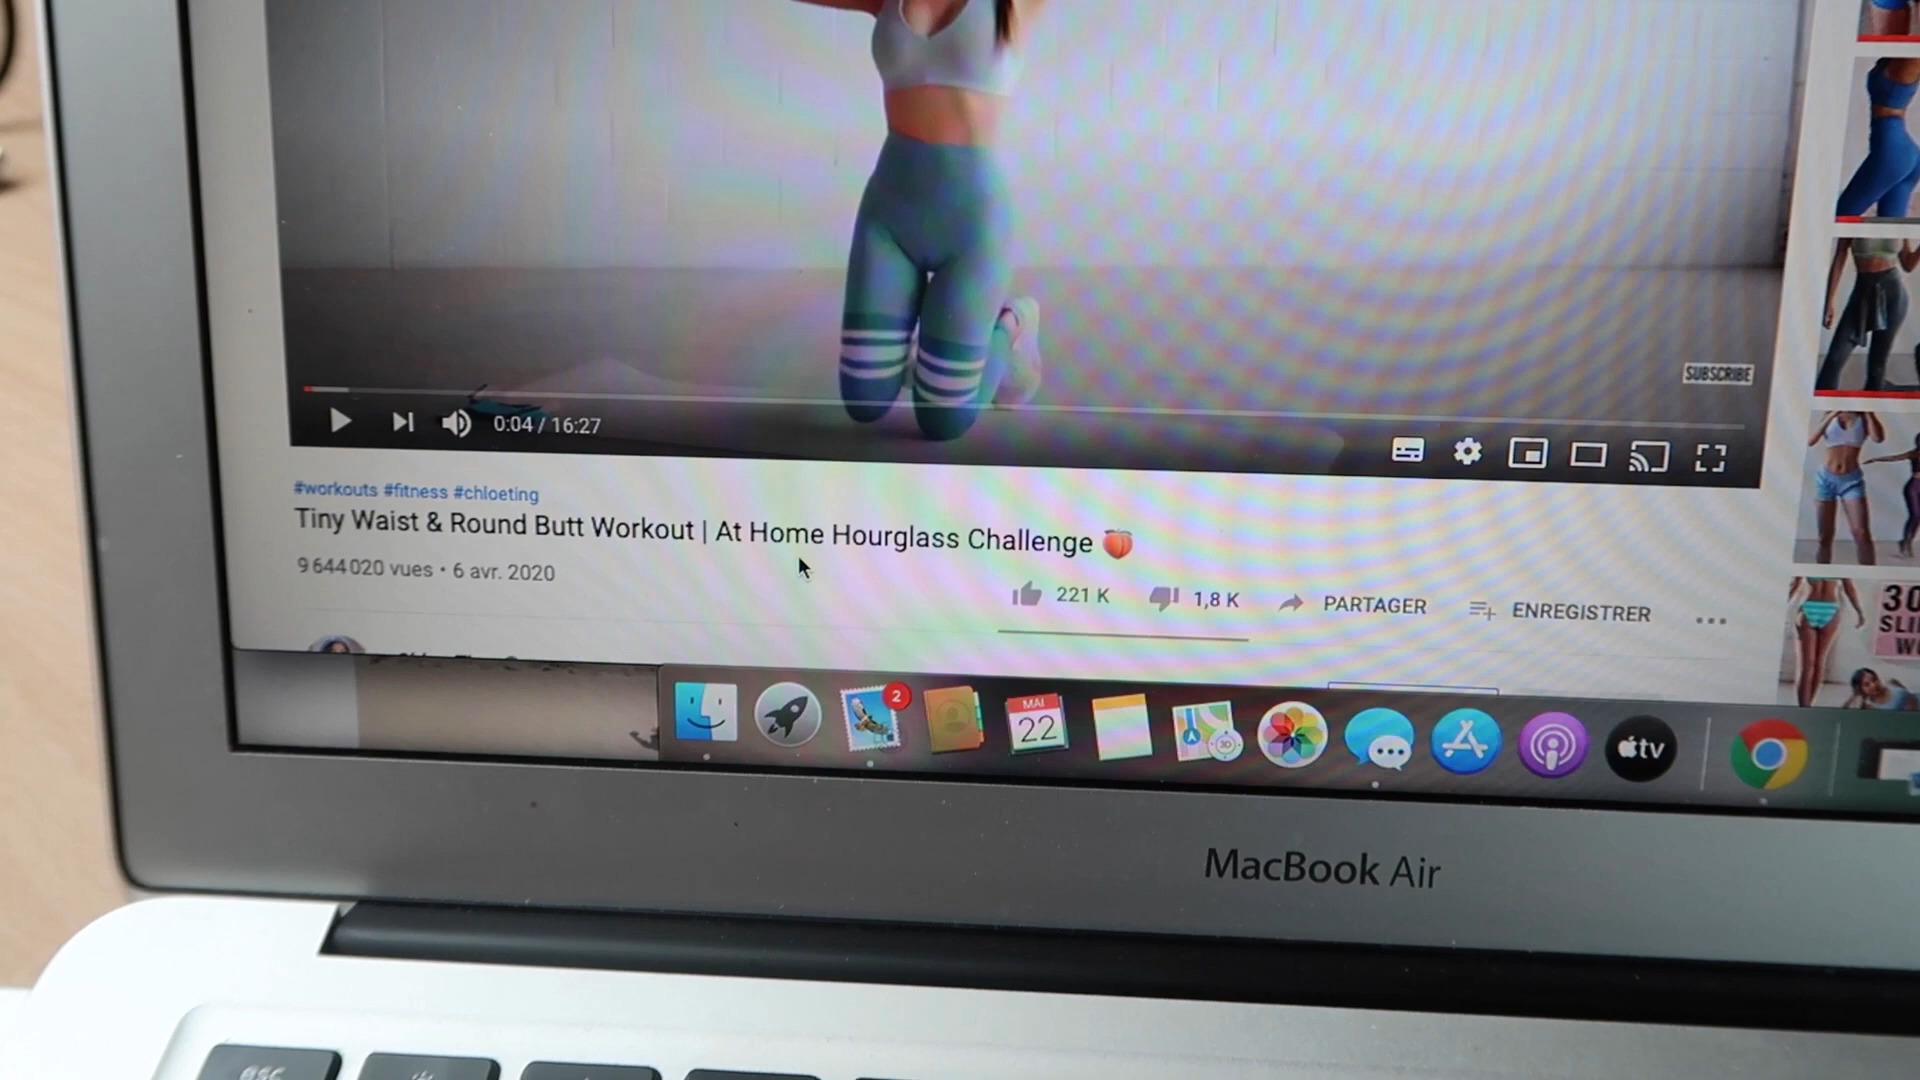 SUBSCRIBE
0:04 / 16:27
#workouts #fitness #chloeting
Tiny Waist & Round Butt Workout | At Home Hourglass Challenge 🍑
9 644 020 vues • 6 avr. 2020
221 K 1,8 K PARTAGER ENREGISTRER
30
2
MAI
22
3D
tv
MacBook Air
esc